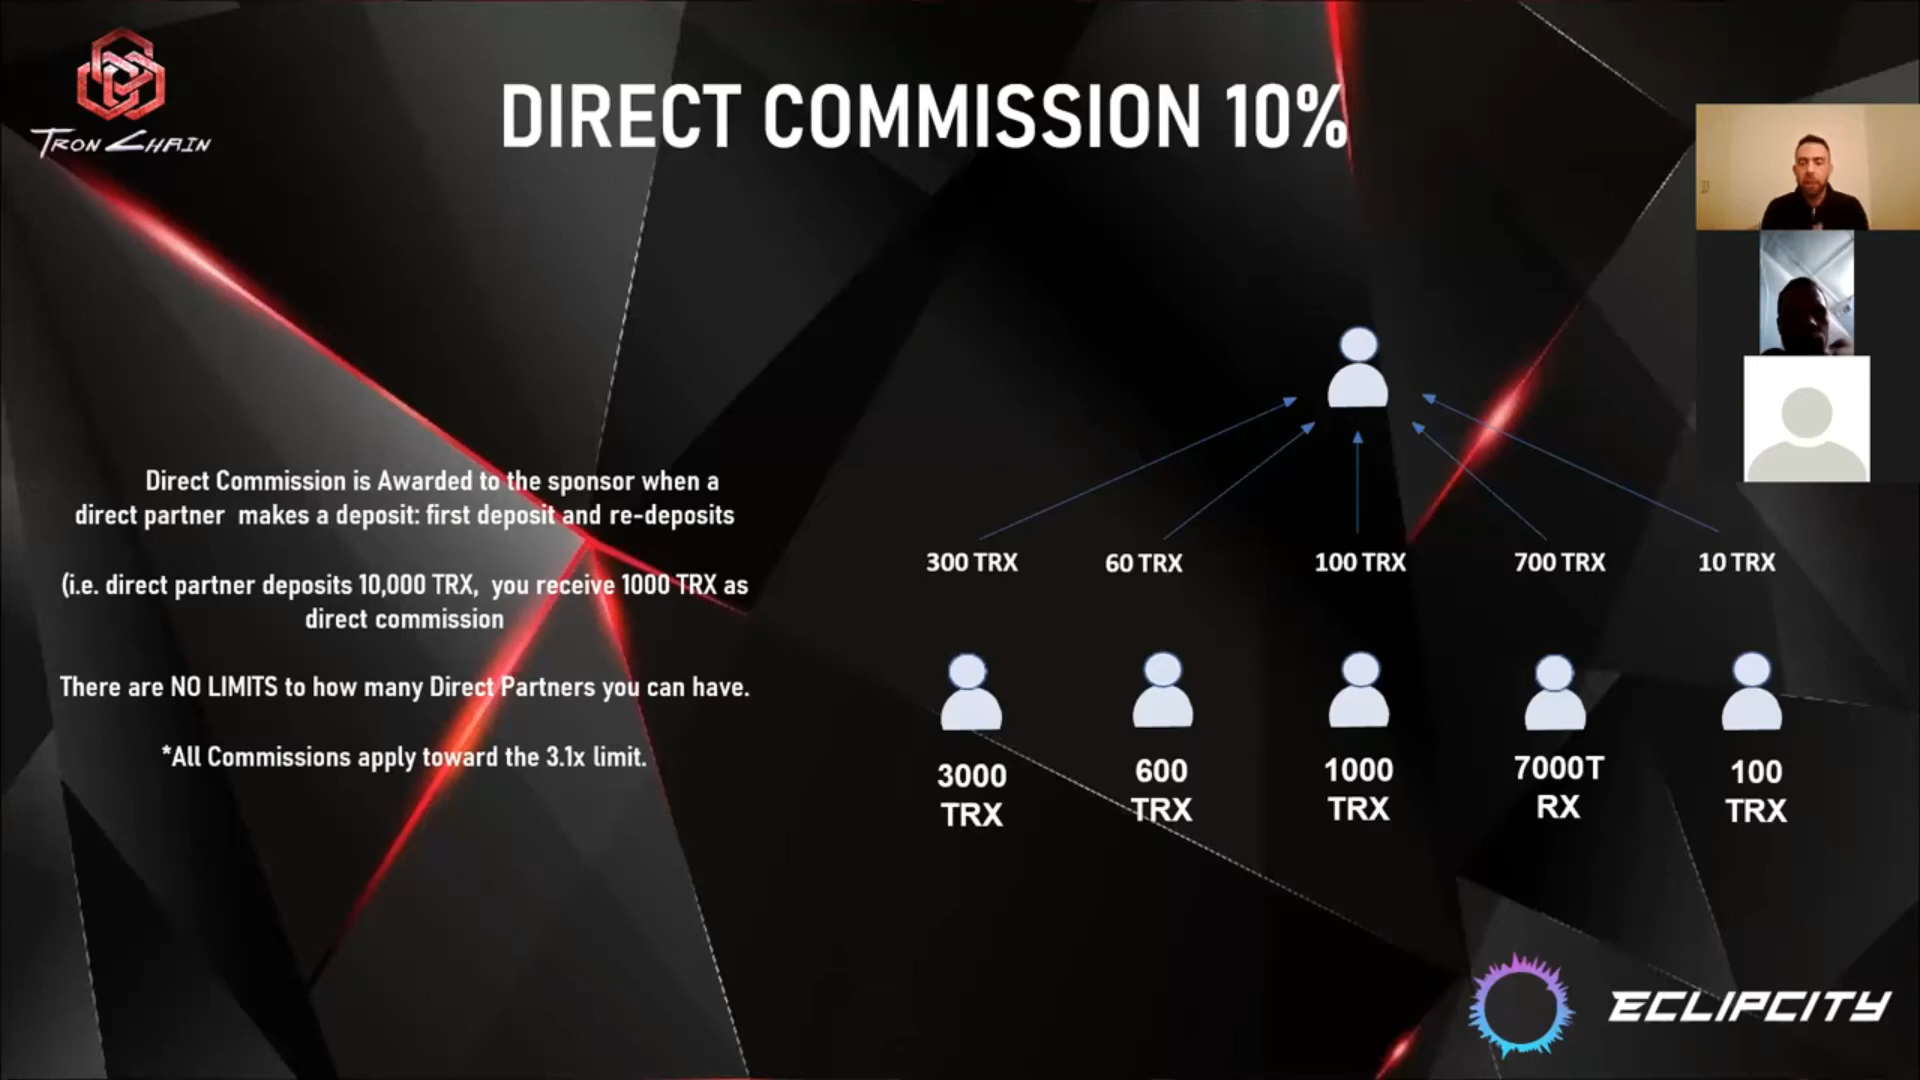 TRON CHAIN
DIRECT COMMISSION 10%
Direct Commission is Awarded to the sponsor when a
direct partner makes a deposit: first deposit and re-deposits
(i.e. direct partner deposits 10,000 TRX, you receive 1000 TRX as
direct commission
There are NO LIMITS to how many Direct Partners you can have.
*All Commissions apply toward the 3.1x limit.
300 TRX
60 TRX
100 TRX
700 TRX
10 TRX
3000
TRX
600
TRX
1000
TRX
7000T
RX
100
TRX
ECLIPCITY